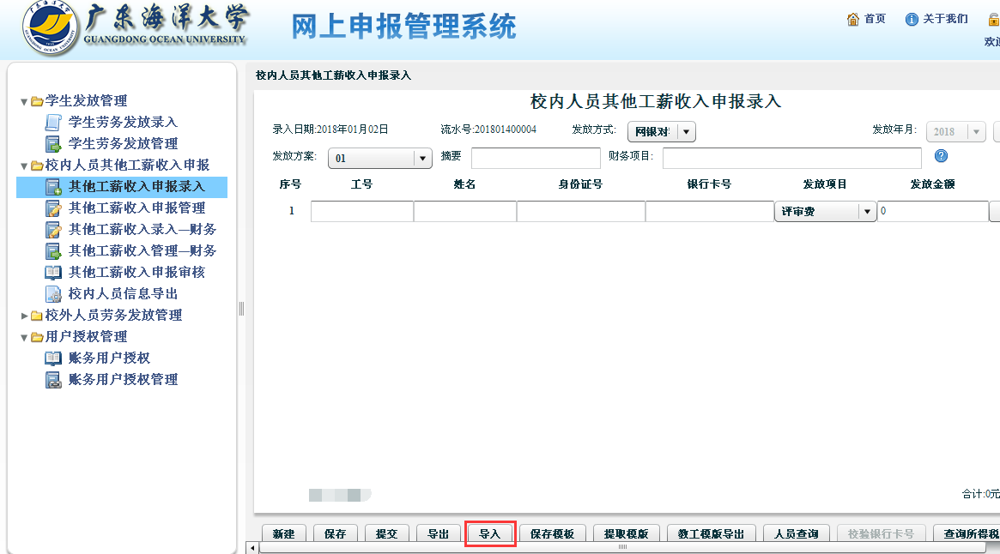 广东海洋大学
GUANGDONG OCEAN UNIVERSITY
网上申报管理系统
首页 关于我们
欢迎
学生发放管理
学生劳务发放录入
学生劳务发放管理
校内人员其他工薪收入申报
其他工薪收入申报录入
其他工薪收入申报管理
其他工薪收入录入—财务
其他工薪收入管理—财务
其他工薪收入申报审核
校内人员信息导出
校外人员劳务发放管理
用户授权管理
账务用户授权
账务用户授权管理
校内人员其他工薪收入申报录入
校内人员其他工薪收入申报录入
录入日期:2018年01月02日 流水号:201801400004 发放方式: 网银对 发放年月: 2018
发放方案: 01 摘要 财务项目: ?
序号 工号 姓名 身份证号 银行卡号 发放项目 发放金额
1 评审费 0
合计:0元
新建 保存 提交 导出 导入 保存模板 提取模版 教工模版导出 人员查询 校验银行卡号 查询所得税